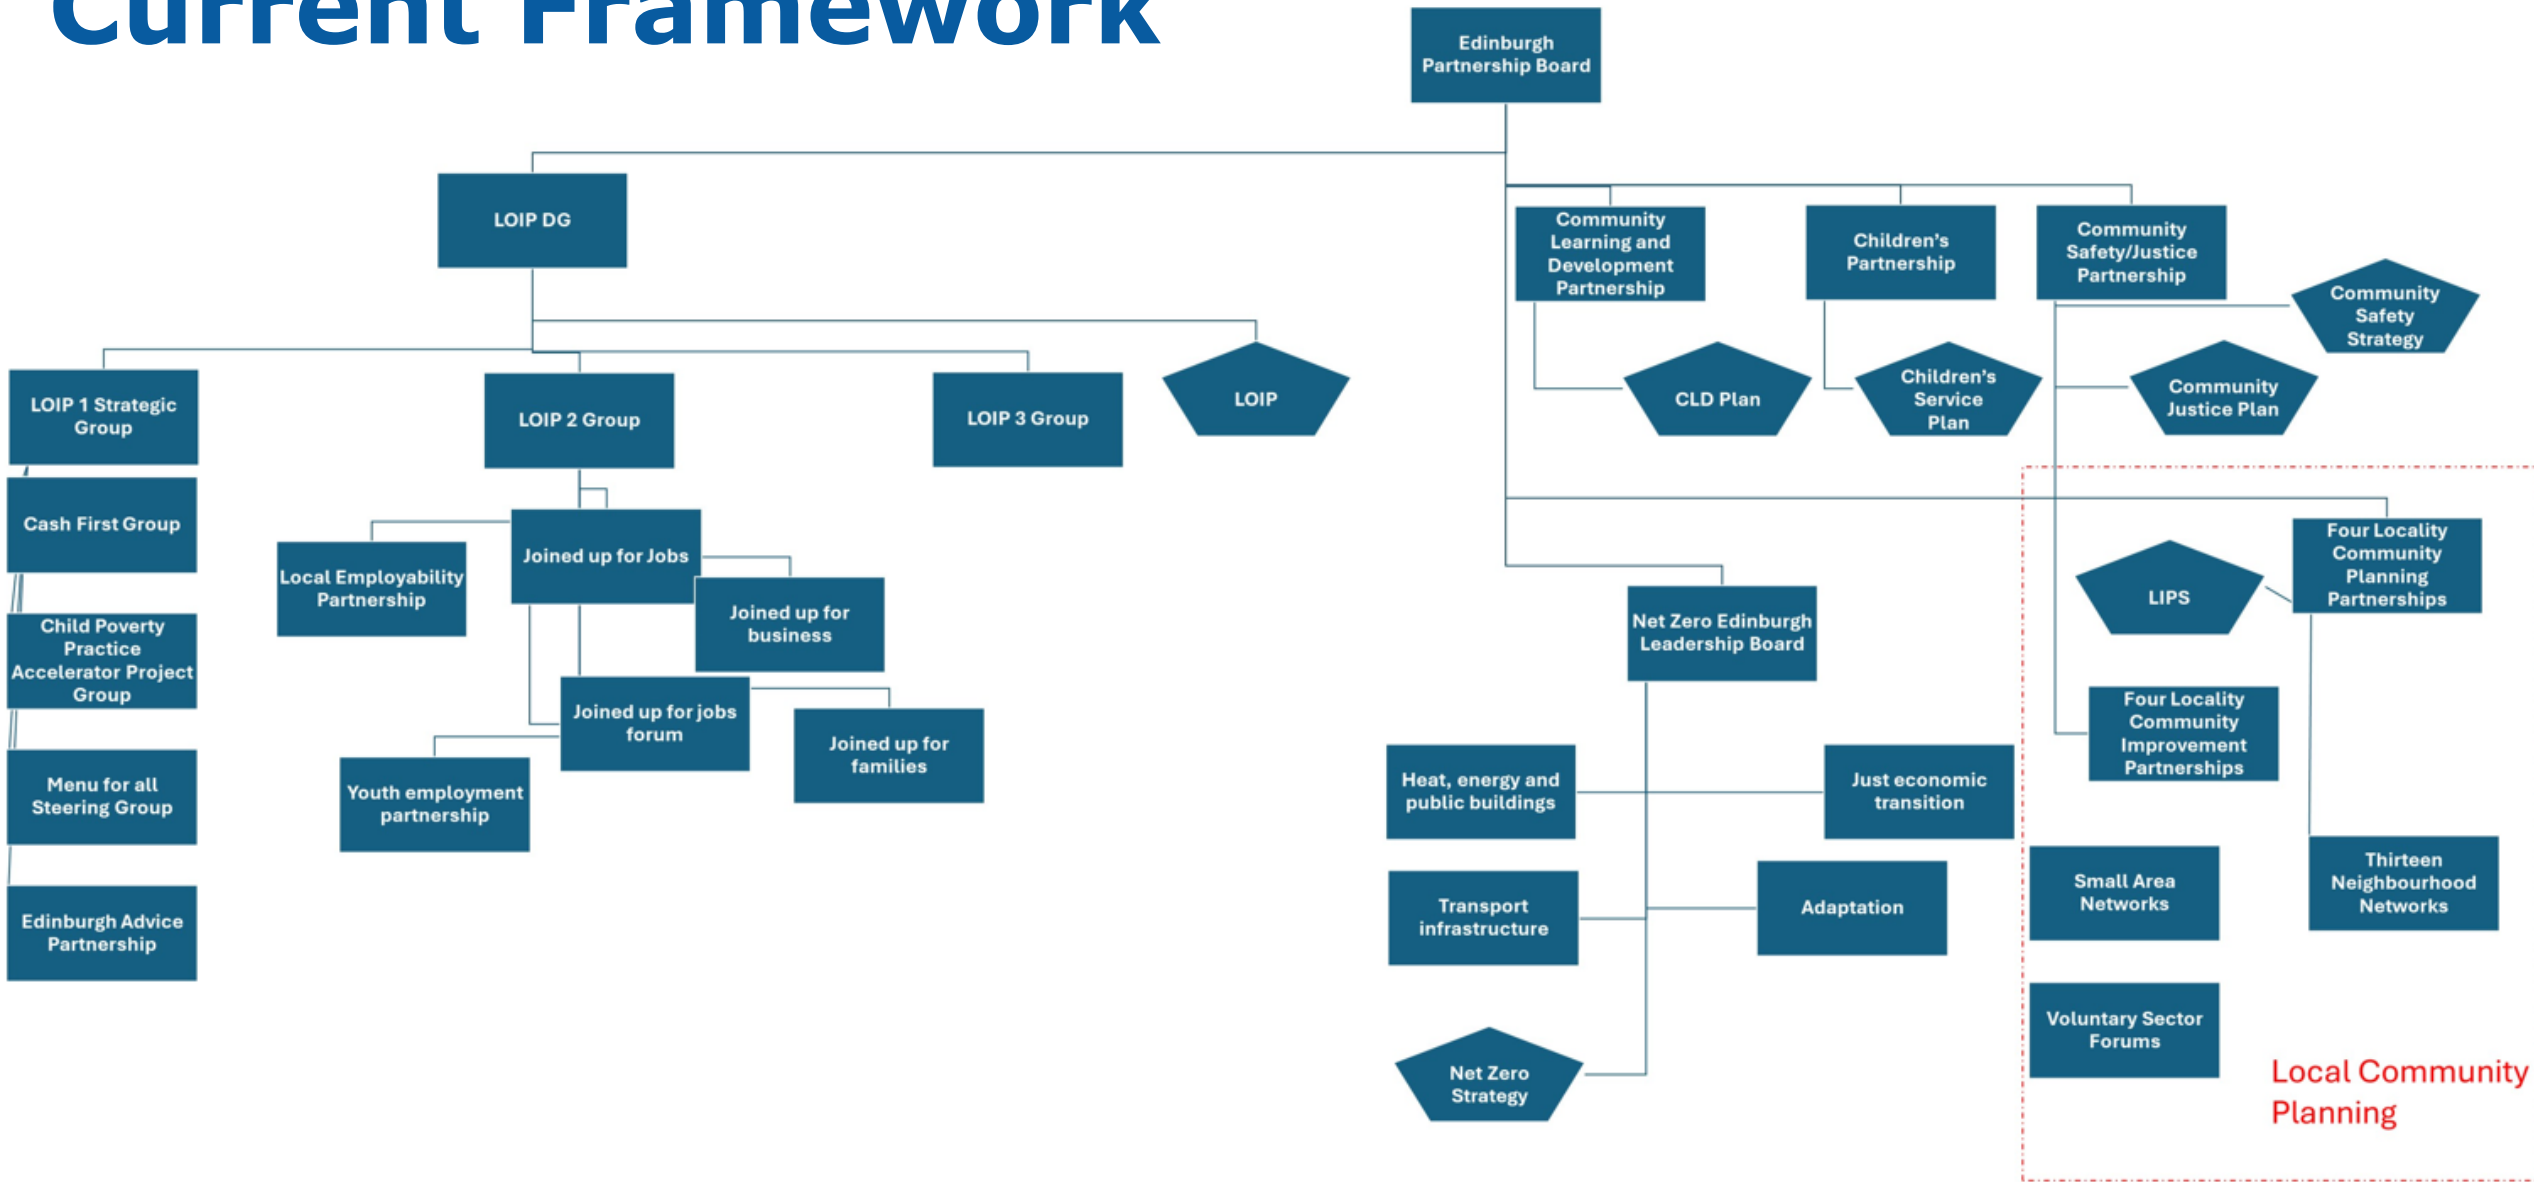 Current Framework
Edinburgh
Partnership Board
LOIP DG
Community
Learning and
Development
Partnership
Children's
Partnership
Community
Safety/Justice
Partnership
Community
Safety
Strategy
LOIP 1 Strategic
Group
LOIP 2 Group
LOIP 3 Group
LOIP
CLD Plan
Children's
Service
Plan
Community
Justice Plan
Cash First Group
Local Employability
Partnership
Joined up for Jobs
Joined up for
business
Net Zero Edinburgh
Leadership Board
LIPS
Four Locality
Community
Planning
Partnerships
Child Poverty
Practice
Accelerator Project
Group
Joined up for jobs
forum
Joined up for
families
Four Locality
Community
Improvement
Partnerships
Menu for all
Steering Group
Youth employment
partnership
Heat, energy and
public buildings
Just economic
transition
Edinburgh Advice
Partnership
Transport
infrastructure
Adaptation
Small Area
Networks
Thirteen
Neighbourhood
Networks
Net Zero
Strategy
Voluntary Sector
Forums
Local Community
Planning